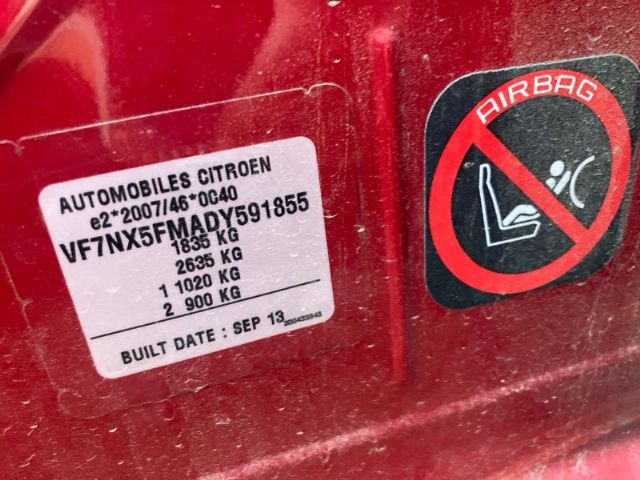 AUTOMOBILES CITROEN
e2*2007/46*0040
VF7NX5FMADY591855
1835 KG
2635 KG
1 1020 KG
2 900 KG
BUILT DATE : SEP 13
AIRBAG